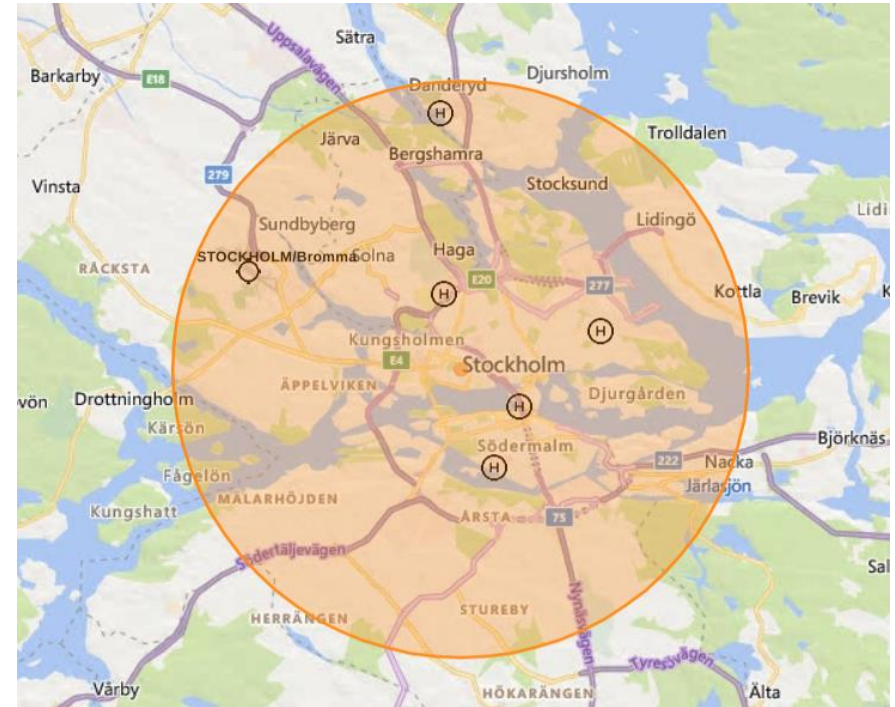 Uppsalavägen
Sätra
Barkarby
E18
Danderyd
Djursholm
H
Järva
Bergshamra
Trolldalen
279
Vinsta
Stocksund
Sundbyberg
Lidingö
Lidi
STOCKHOLM/Bromma
Solna
Haga
RÅCKSTA
E20
277
H
Kottla
Brevik
K
H
Kungsholmen
E4
Stockholm
ÄPPELVIKEN
Djurgården
vön
Drottningholm
H
Kärsön
Södermalm
Björknäs
H
222
Nacka
Fågelön
Järlasjön
MÄLARHÖJDEN
Kungshatt
ÅRSTA
73
Södertäljevägen
Sal
HERRÄNGEN
STUREBY
Nynäsvägen
Tyresövägen
Vårby
HÖKARÄNGEN
Älta